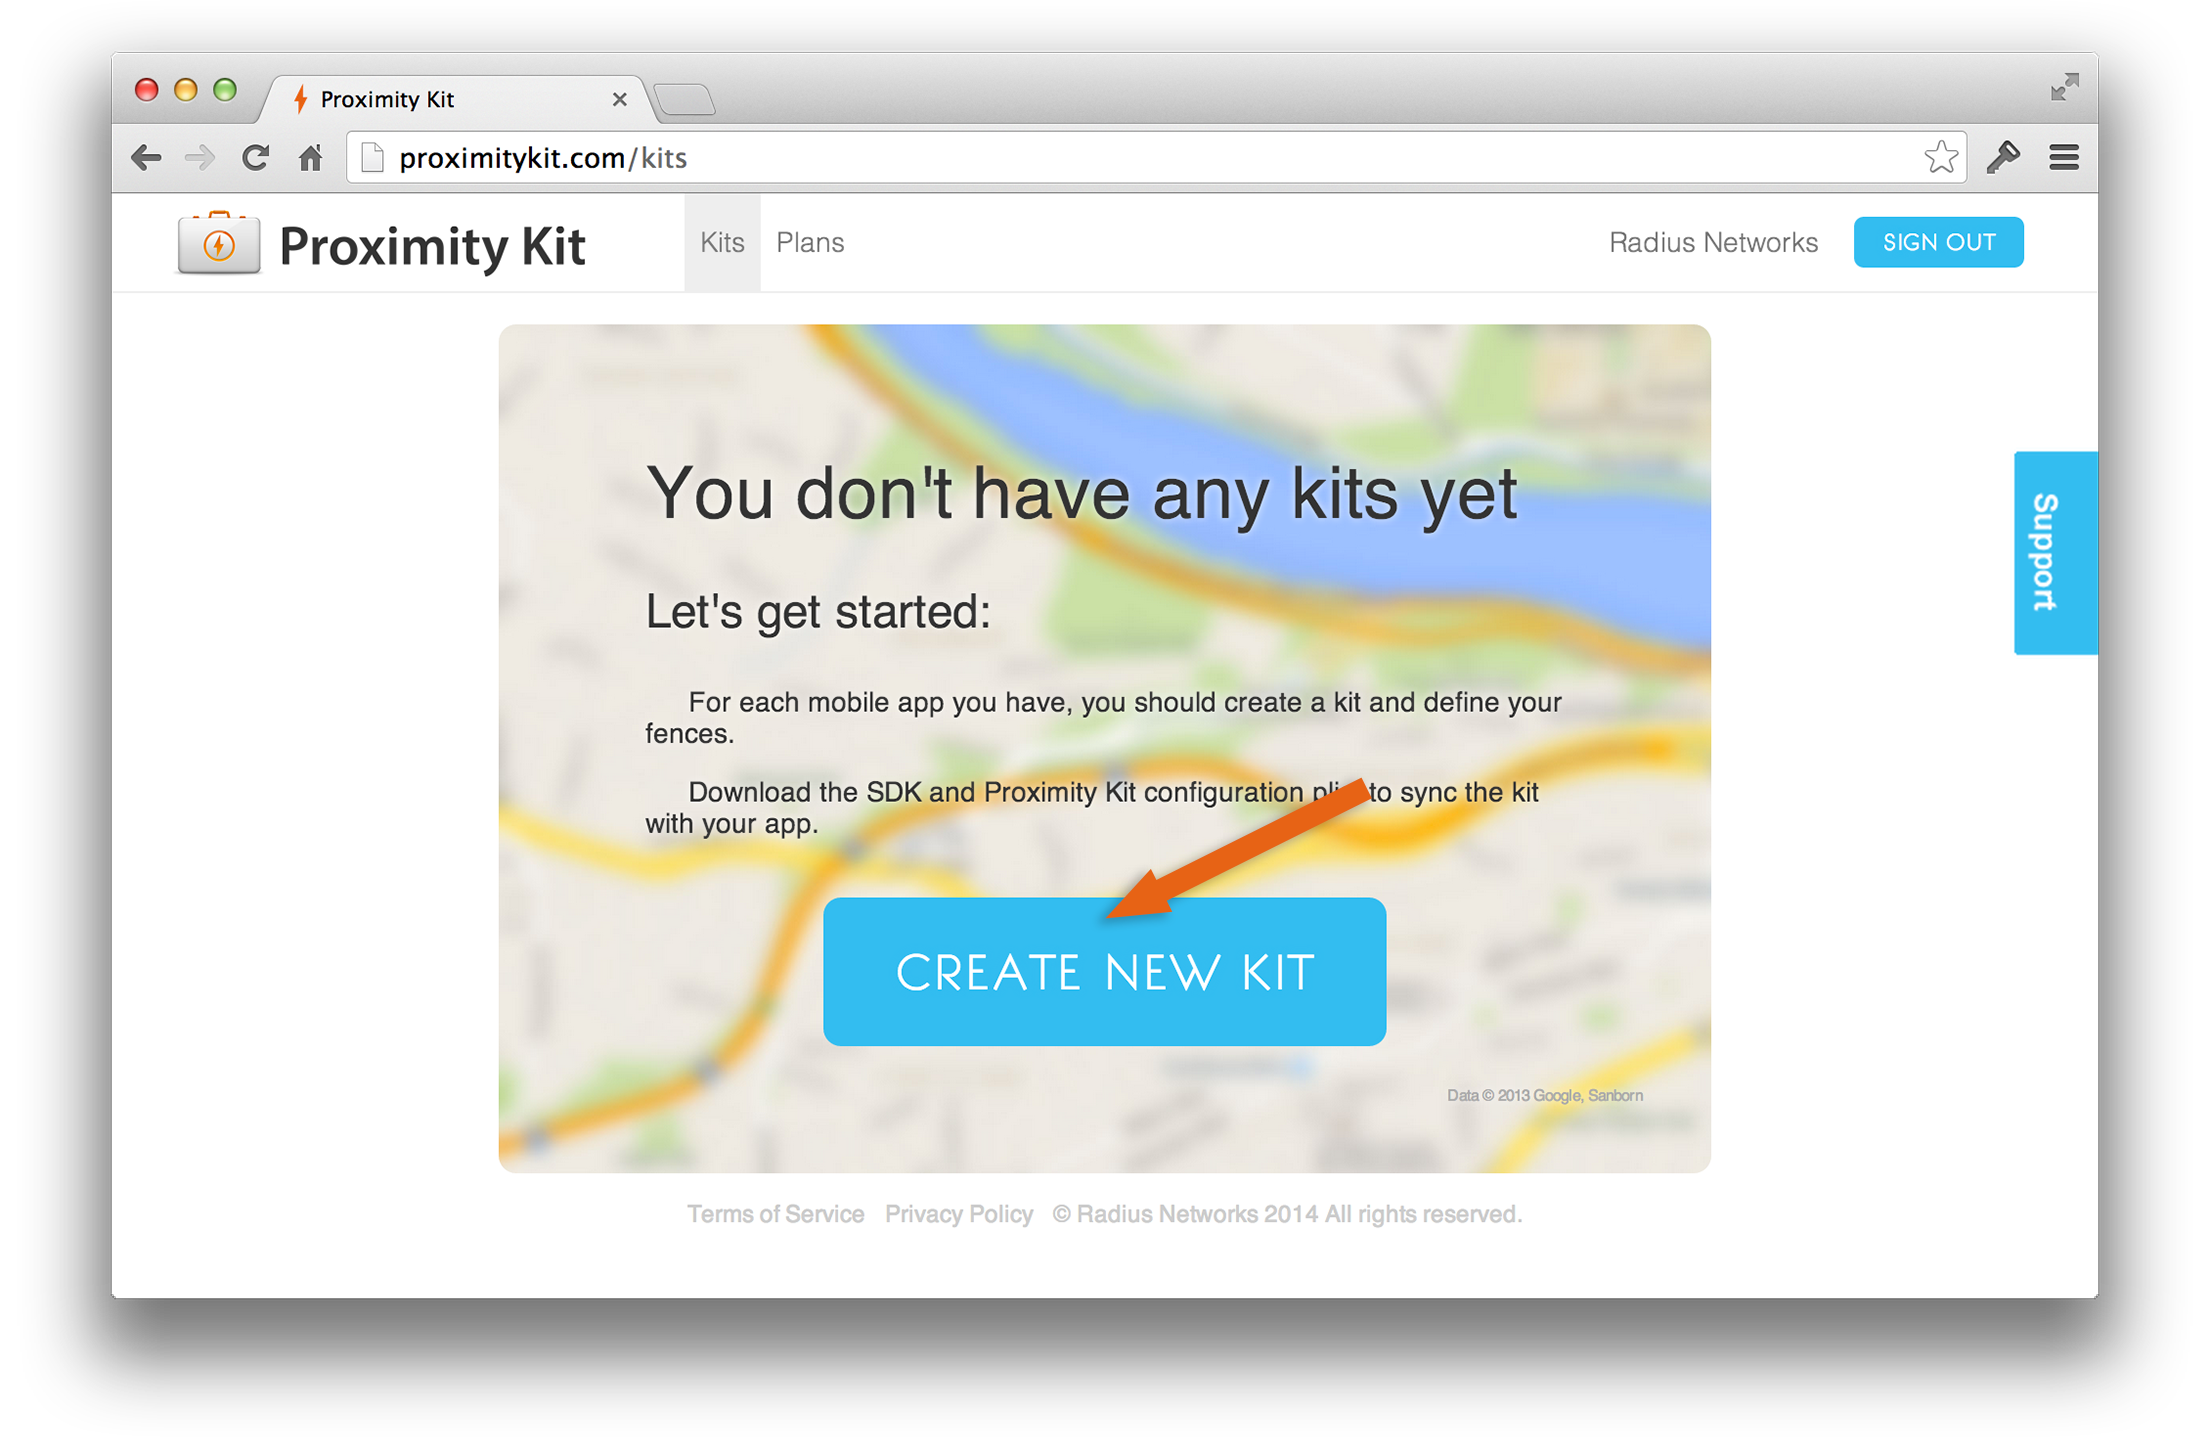 Proximity Kit
proximitykit.com/kits
Proximity Kit
Kits
Plans
Radius Networks
SIGN OUT
You don't have any kits yet
Let's get started:
For each mobile app you have, you should create a kit and define your
fences.
Download the SDK and Proximity Kit configuration to sync the kit
with your app.
CREATE NEW KIT
Data © 2013 Google, Sanborn
Support
Terms of Service
Privacy Policy
© Radius Networks 2014 All rights reserved.